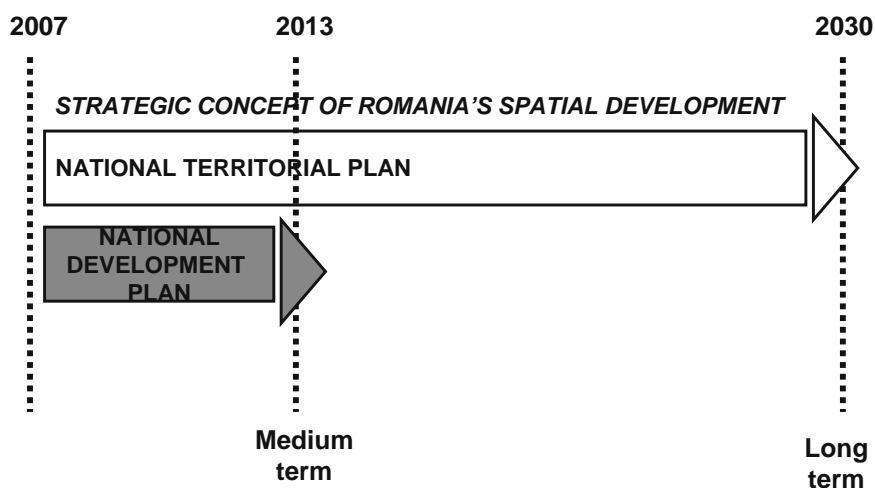 2007 2013 2030
STRATEGIC CONCEPT OF ROMANIA'S SPATIAL DEVELOPMENT
NATIONAL TERRITORIAL PLAN
NATIONAL
DEVELOPMENT
PLAN
Medium
term
Long
term